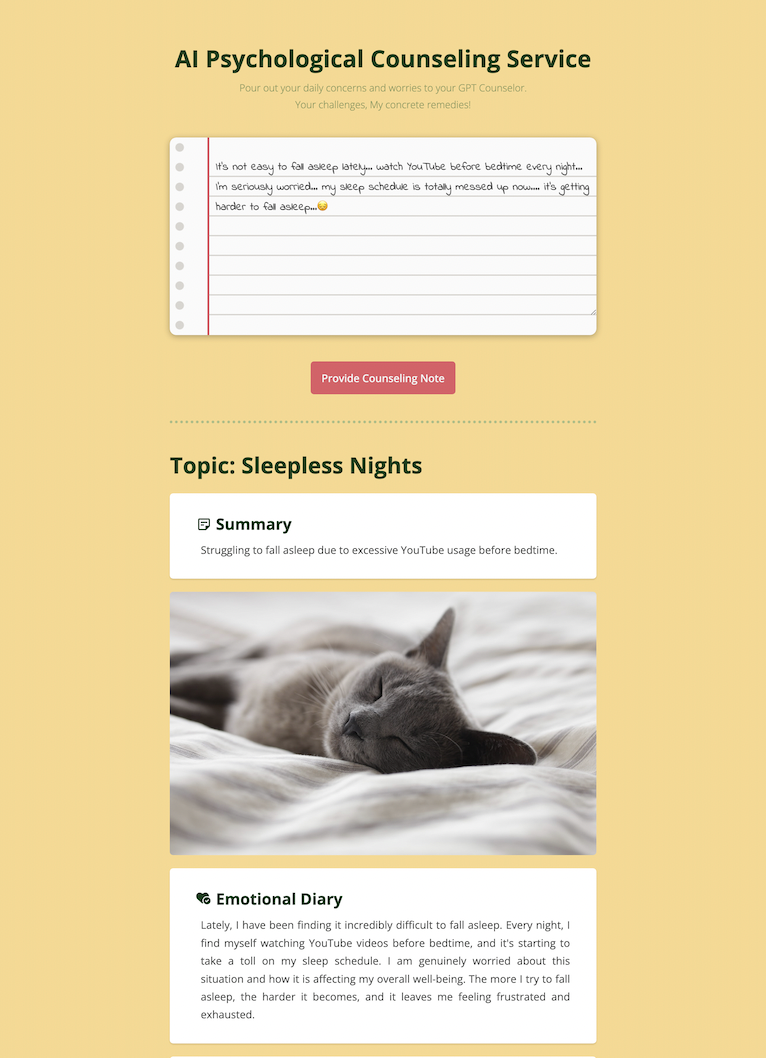 AI Psychological Counseling Service
Pour out your daily concerns and worries to your GPT Counselor.
Your challenges, My concrete remedies!
It's not easy to fall asleep lately... watch YouTube before bedtime every night...
I'm seriously worried... my sleep schedule is totally messed up now.... it's getting
harder to fall asleep...😔
Provide Counseling Note
Topic: Sleepless Nights
Summary
Struggling to fall asleep due to excessive YouTube usage before bedtime.
Emotional Diary
Lately, I have been finding it incredibly difficult to fall asleep. Every night, I
find myself watching YouTube videos before bedtime, and it's starting to
take a toll on my sleep schedule. I am genuinely worried about this
situation and how it is affecting my overall well-being. The more I try to fall
asleep, the harder it becomes, and it leaves me feeling frustrated and
exhausted.